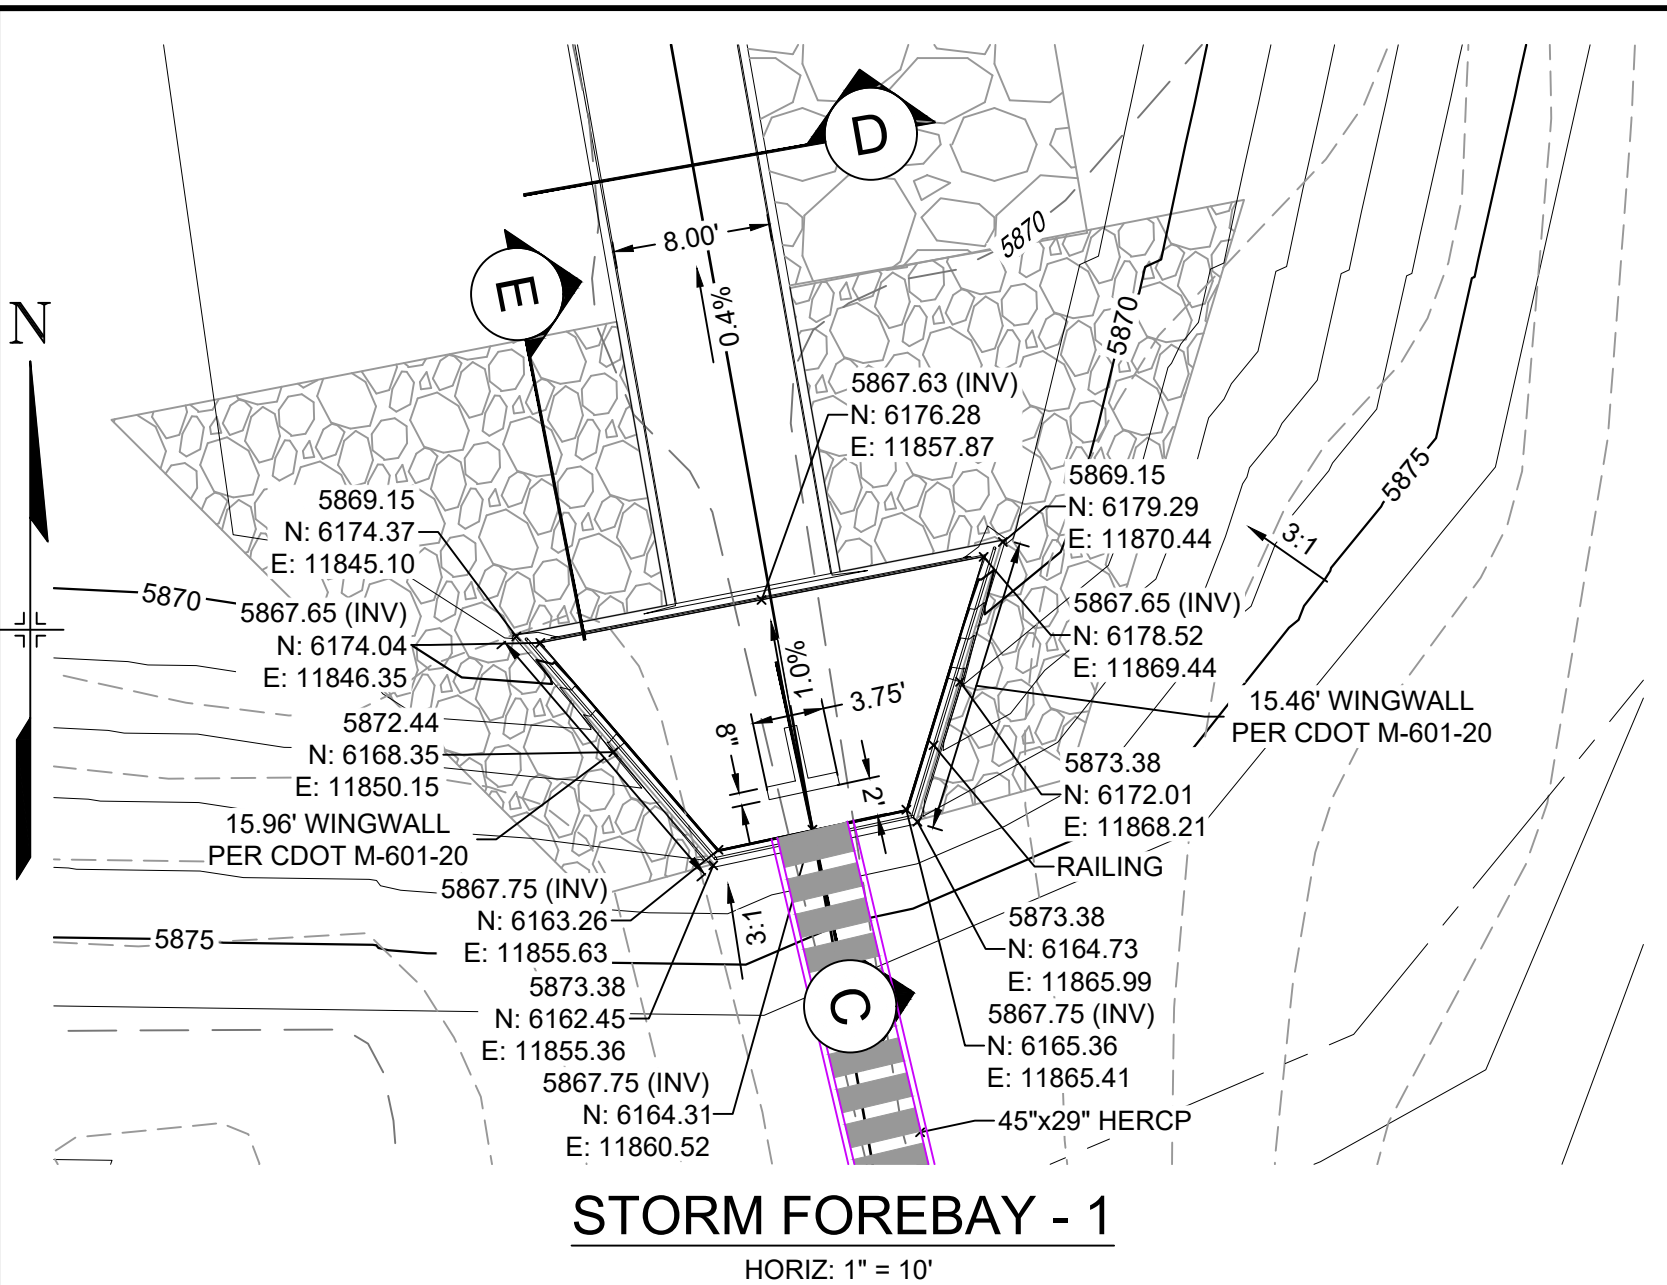 D
5870
8.00'
E
0.4%
N
5870
5867.63 (INV)
N: 6176.28
E: 11857.87
5875
5869.15
N: 6179.29
E: 11870.44
3:1
5869.15
N: 6174.37
E: 11845.10
5870
5867.65 (INV)
N: 6174.04
E: 11846.35
5867.65 (INV)
N: 6178.52
E: 11869.44
1.0%
3.75'
15.46' WINGWALL
PER CDOT M-601-20
5872.44
N: 6168.35
E: 11850.15
8"
2'
5873.38
N: 6172.01
E: 11868.21
15.96' WINGWALL
PER CDOT M-601-20
RAILING
5867.75 (INV)
N: 6163.26
E: 11855.63
3:1
5873.38
N: 6164.73
E: 11865.99
5875
5873.38
N: 6162.45
E: 11855.36
C
5867.75 (INV)
N: 6165.36
E: 11865.41
5867.75 (INV)
N: 6164.31
E: 11860.52
45"x29" HERCP
STORM FOREBAY - 1
HORIZ: 1" = 10'